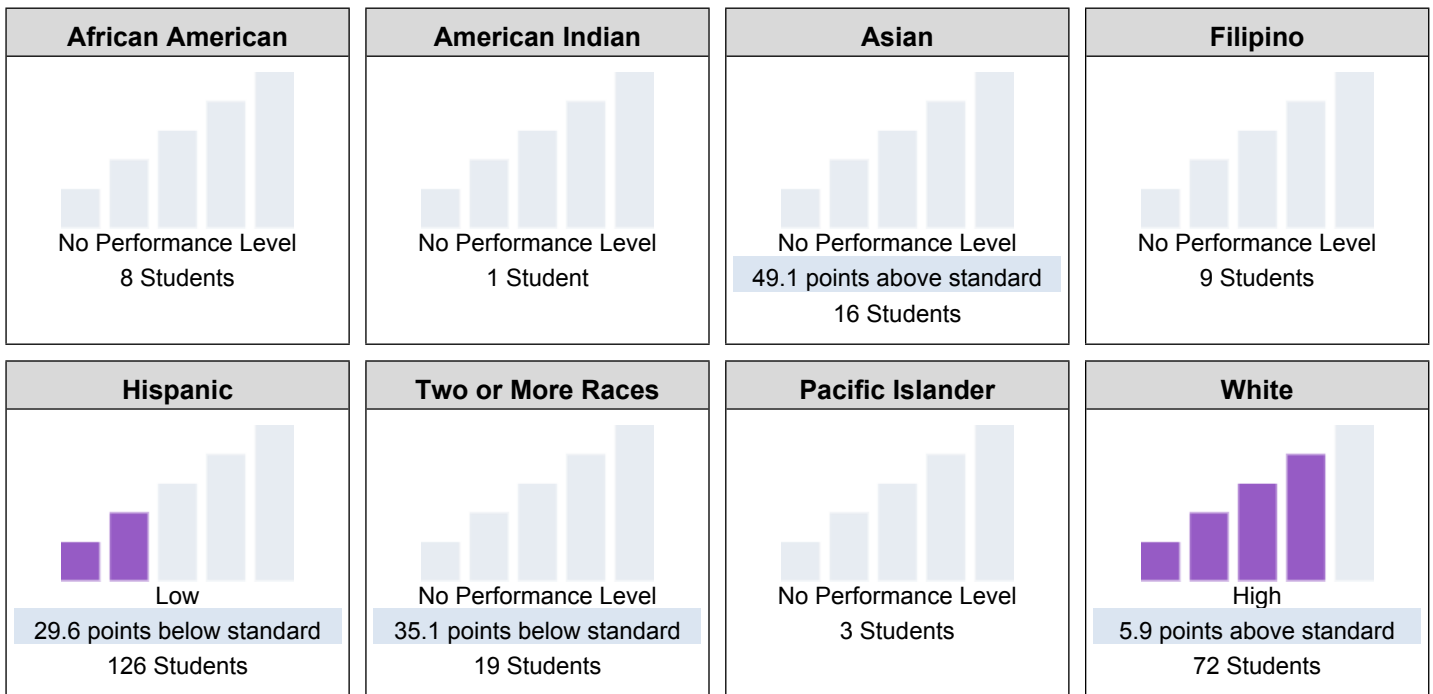 African American
No Performance Level
8 Students
American Indian
No Performance Level
1 Student
Asian
No Performance Level
49.1 points above standard
16 Students
Filipino
No Performance Level
9 Students
Hispanic
Low
29.6 points below standard
126 Students
Two or More Races
No Performance Level
35.1 points below standard
19 Students
Pacific Islander
No Performance Level
3 Students
White
High
5.9 points above standard
72 Students